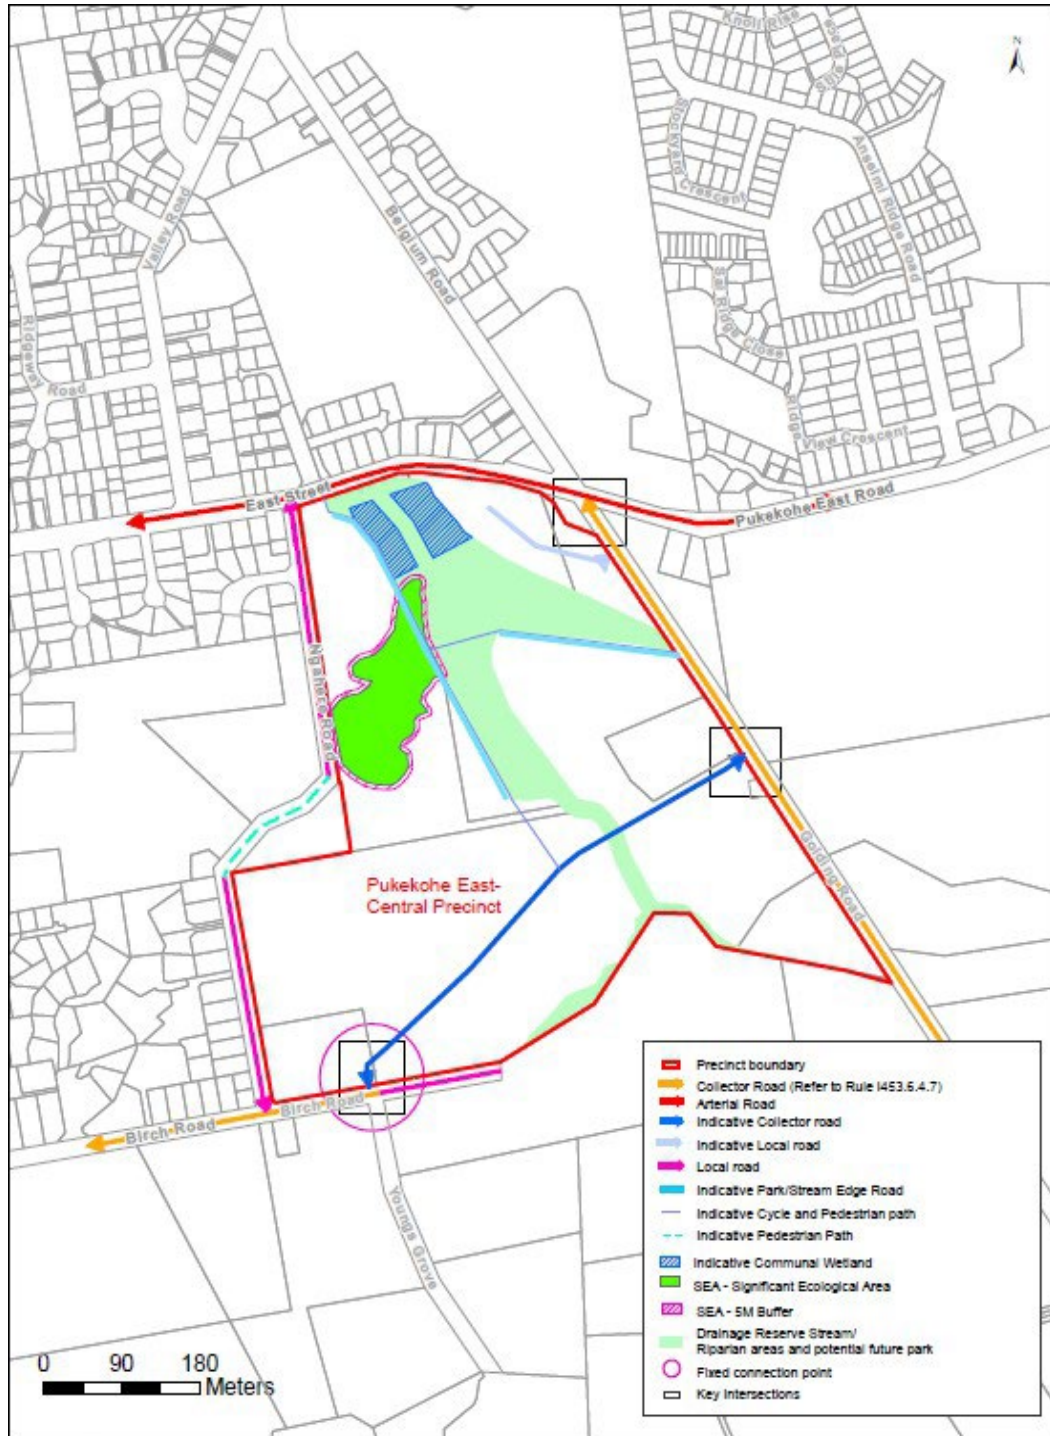 N
Knoll Rise
Stockyard
Crescent
Anselmi Ridge Road
Valley Road
Belgium Road
Ridgeway Road
Sal Ridge Close
Ridge
View Crescent
East Street
Pukekohe East Road
Ngahere Road
Golding Road
Pukekohe East-
Central Precinct
Birch Road
Birch Road
Youngs Grove
Precinct boundary
Collector Road (Refer to Rule I453.6.4.7)
Arterial Road
Indicative Collector road
Indicative Local road
Local road
Indicative Park/Stream Edge Road
Indicative Cycle and Pedestrian path
Indicative Pedestrian Path
Indicative Communal Wetland
SEA - Significant Ecological Area
SEA - 5M Buffer
Drainage Reserve Stream/
Riparian areas and potential future park
Fixed connection point
Key Intersections
0 90 180
Meters